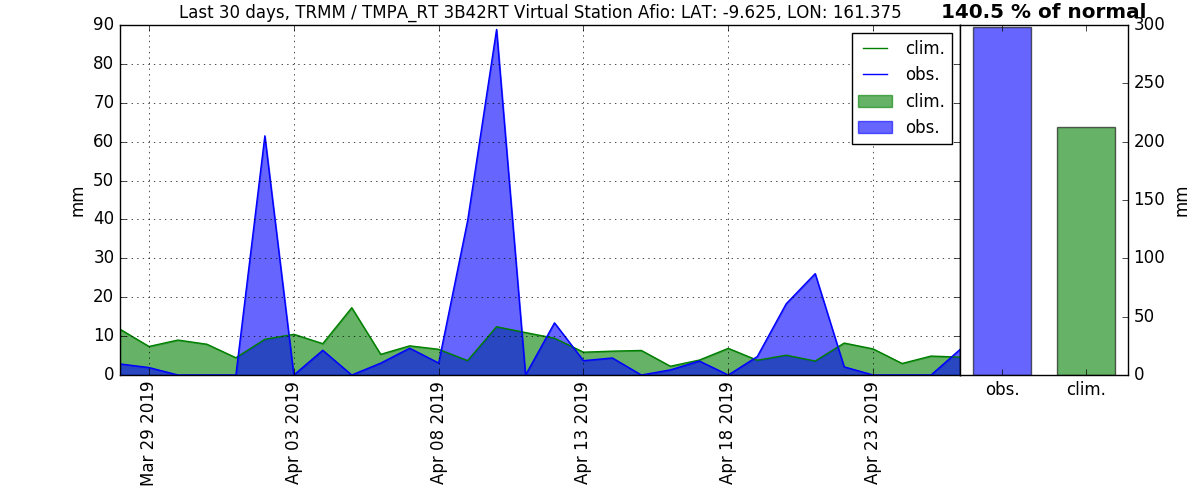 Last 30 days, TRMM / TMPA_RT 3B42RT Virtual Station Afio: LAT: -9.625, LON: 161.375
140.5 % of normal
90
80
70
60
50
40
30
20
10
0
mm
clim.
obs.
clim.
obs.
Mar 29 2019
Apr 03 2019
Apr 08 2019
Apr 13 2019
Apr 18 2019
Apr 23 2019
300
250
200
150
100
50
0
mm
obs.
clim.